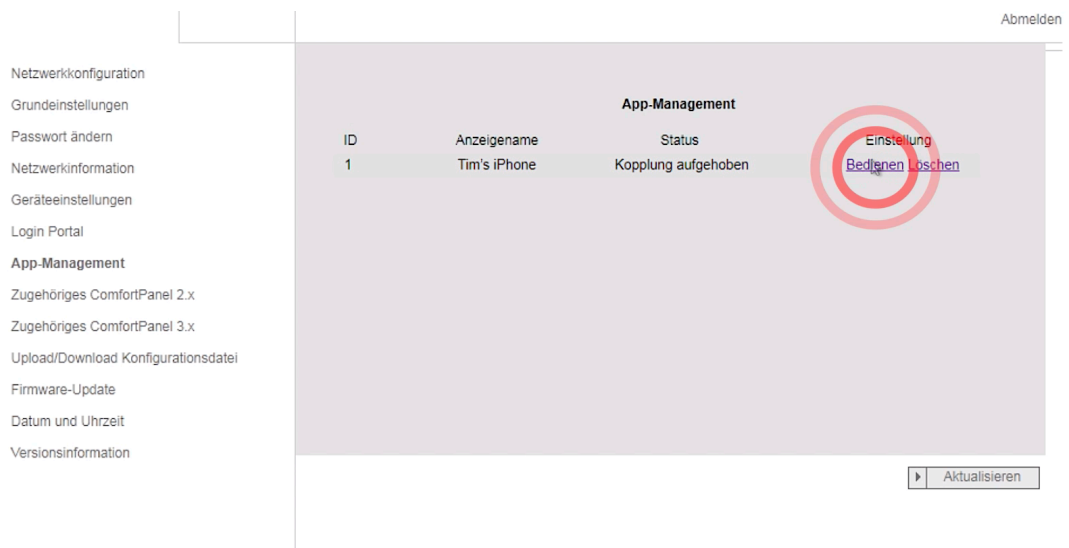 Abmelden
Netzwerkkonfiguration
Grundeinstellungen
Passwort ändern
Netzwerkinformation
Geräteeinstellungen
Login Portal
App-Management
Zugehöriges ComfortPanel 2.x
Zugehöriges ComfortPanel 3.x
Upload/Download Konfigurationsdatei
Firmware-Update
Datum und Uhrzeit
Versionsinformation
App-Management
ID Anzeigename Status Einstellung
1 Tim's iPhone Kopplung aufgehoben Bedienen Löschen
Aktualisieren